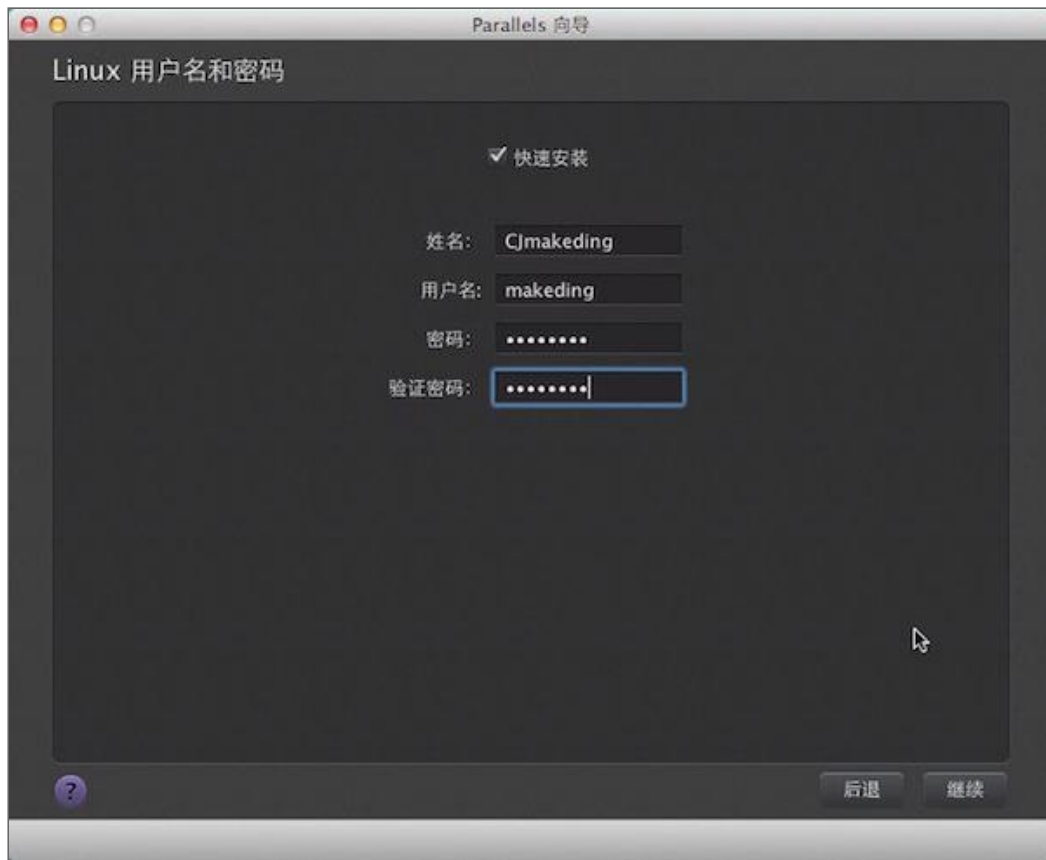 Parallels 向导
Linux 用户名和密码
快速安装
姓名: CJmakeding
用户名: makeding
密码: ••••••••
验证密码: ••••••••
?
后退 继续